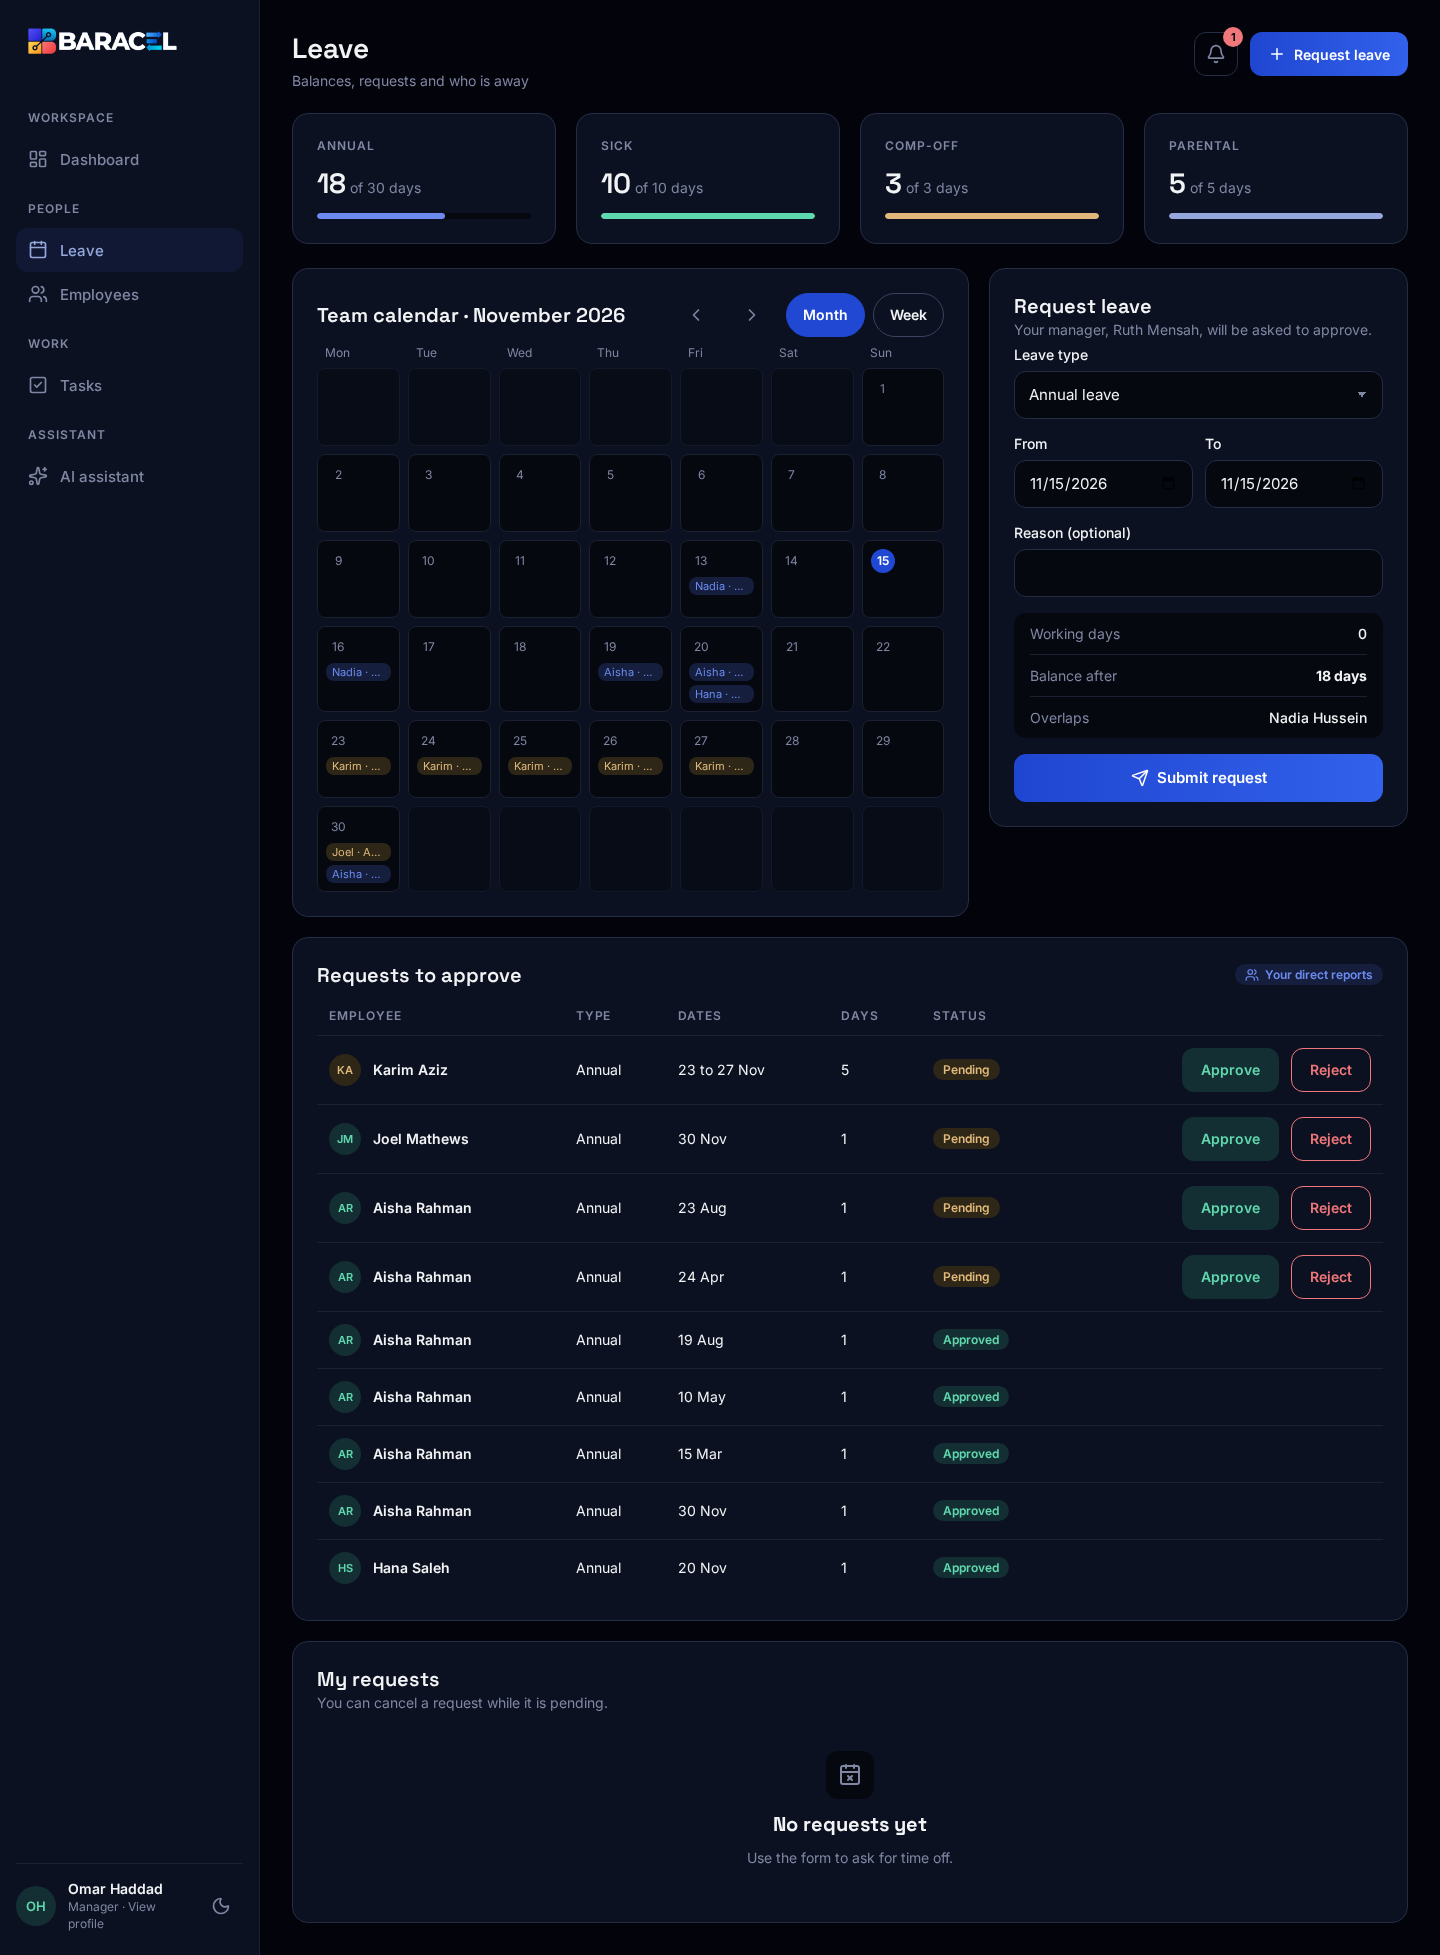 BARACEL
WORKSPACE
Dashboard
PEOPLE
Leave
Employees
WORK
Tasks
ASSISTANT
AI assistant
Omar Haddad
Manager · View
profile
OH
Leave
Balances, requests and who is away
1
Request leave
ANNUAL
18 of 30 days
SICK
10 of 10 days
COMP-OFF
3 of 3 days
PARENTAL
5 of 5 days
Team calendar · November 2026
Month
Week
Mon Tue Wed Thu Fri Sat Sun
1
2 3 4 5 6 7 8
9 10 11 12 13 14 15
Nadia · ...
16 17 18 19 20 21 22
Nadia · ... Aisha · ... Aisha · ...
Hana · ...
23 24 25 26 27 28 29
Karim · ... Karim · ... Karim · ... Karim · ... Karim · ...
30
Joel · A...
Aisha · ...
Request leave
Your manager, Ruth Mensah, will be asked to approve.
Leave type
Annual leave
From To
11/15/2026 11/15/2026
Reason (optional)
Working days 0
Balance after 18 days
Overlaps Nadia Hussein
Submit request
Requests to approve
Your direct reports
EMPLOYEE TYPE DATES DAYS STATUS
KA Karim Aziz Annual 23 to 27 Nov 5 Pending Approve Reject
JM Joel Mathews Annual 30 Nov 1 Pending Approve Reject
AR Aisha Rahman Annual 23 Aug 1 Pending Approve Reject
AR Aisha Rahman Annual 24 Apr 1 Pending Approve Reject
AR Aisha Rahman Annual 19 Aug 1 Approved
AR Aisha Rahman Annual 10 May 1 Approved
AR Aisha Rahman Annual 15 Mar 1 Approved
AR Aisha Rahman Annual 30 Nov 1 Approved
HS Hana Saleh Annual 20 Nov 1 Approved
My requests
You can cancel a request while it is pending.
No requests yet
Use the form to ask for time off.